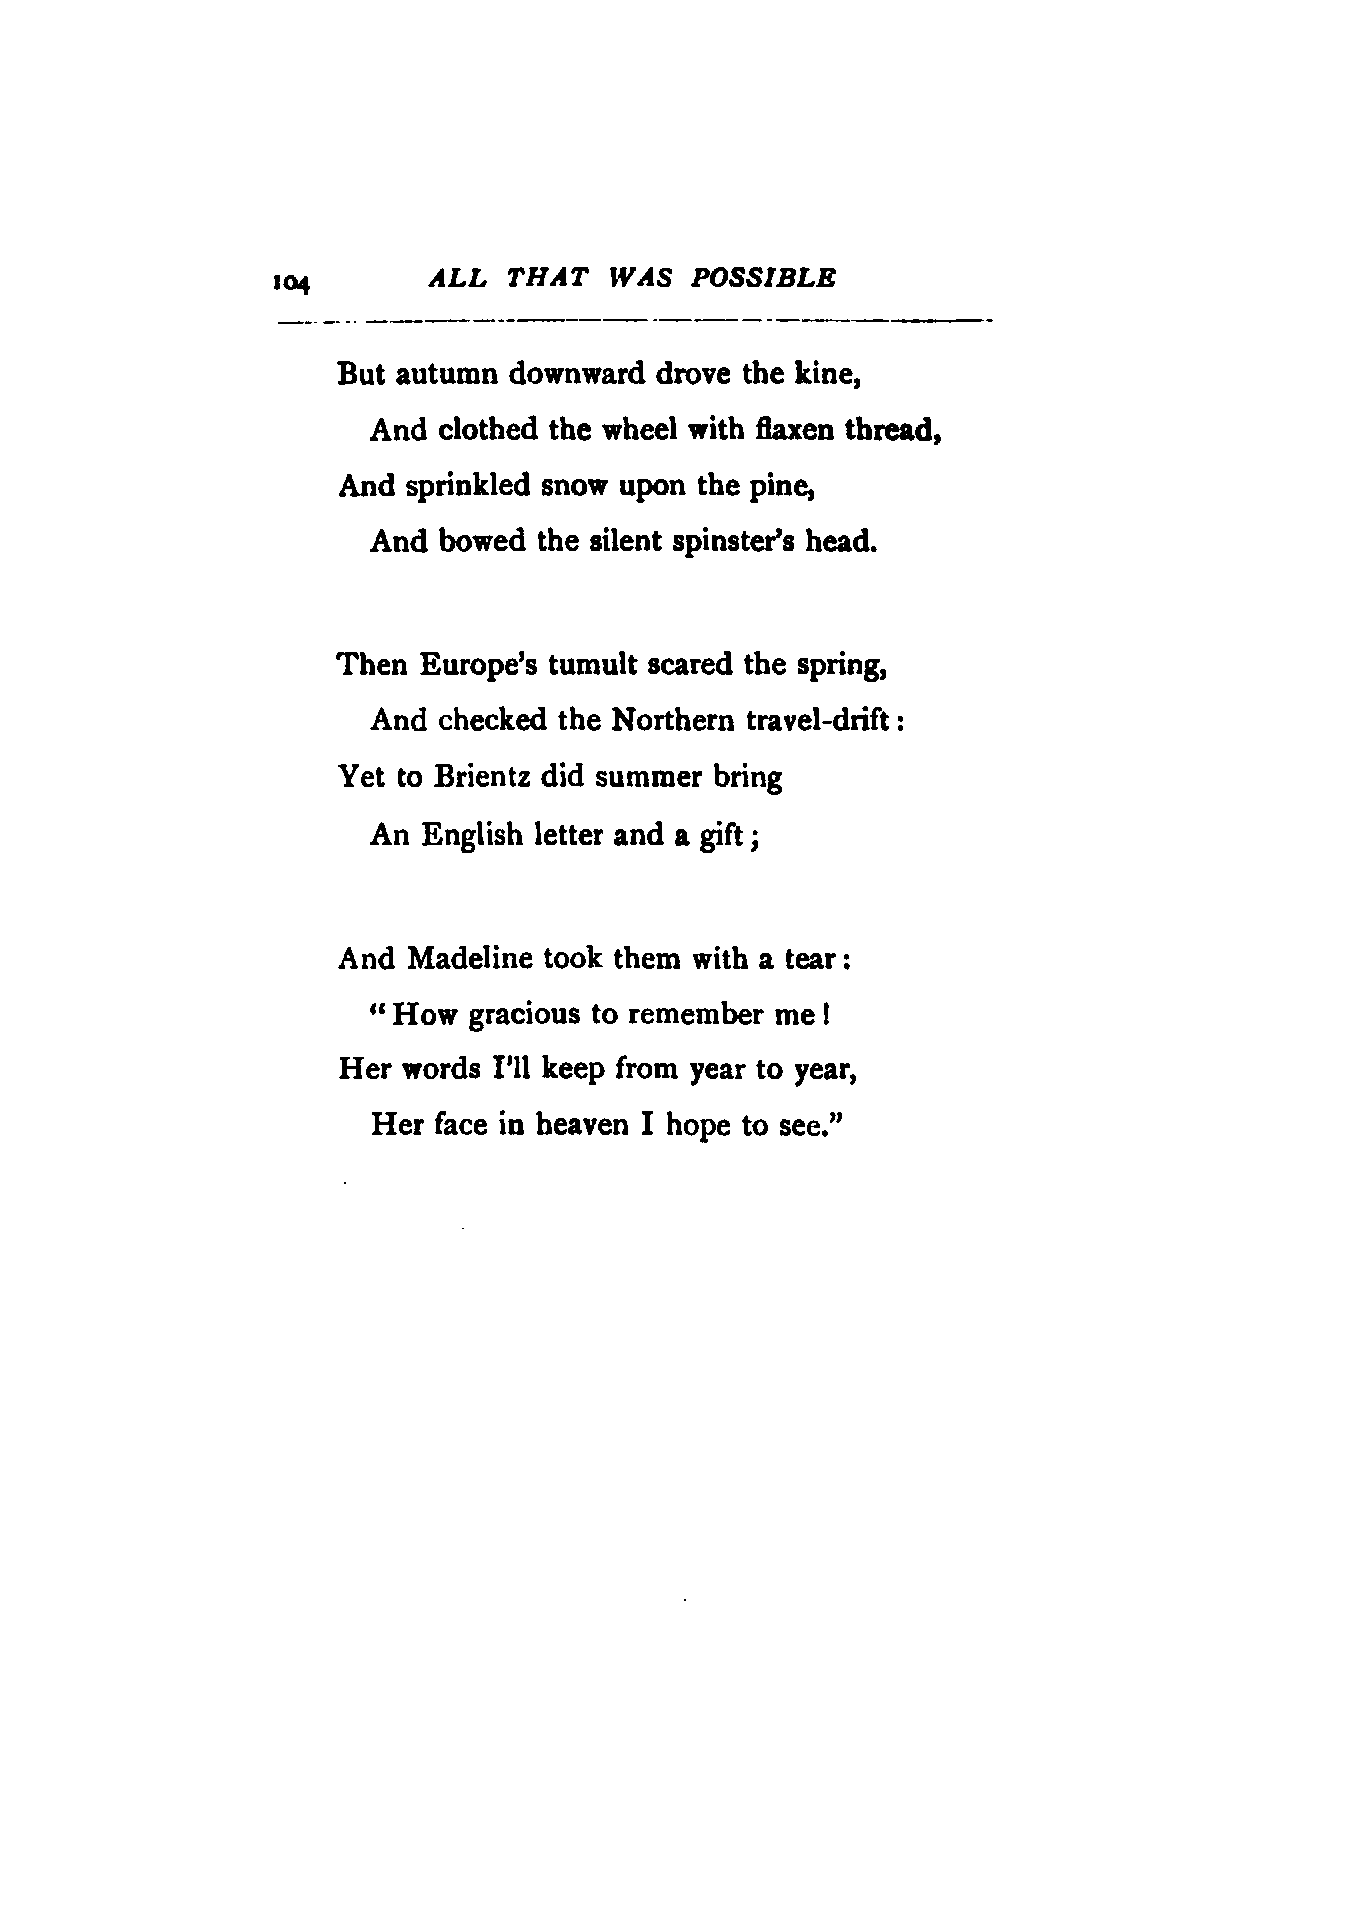 104 ALL THAT WAS POSSIBLE
But autumn downward drove the kine,
And clothed the wheel with flaxen thread,
And sprinkled snow upon the pine,
And bowed the silent spinster's head.
Then Europe's tumult scared the spring,
And checked the Northern travel-drift :
Yet to Brientz did summer bring
An English letter and a gift ;
And Madeline took them with a tear :
“ How gracious to remember me !
Her words I'll keep from year to year,
Her face in heaven I hope to see.”